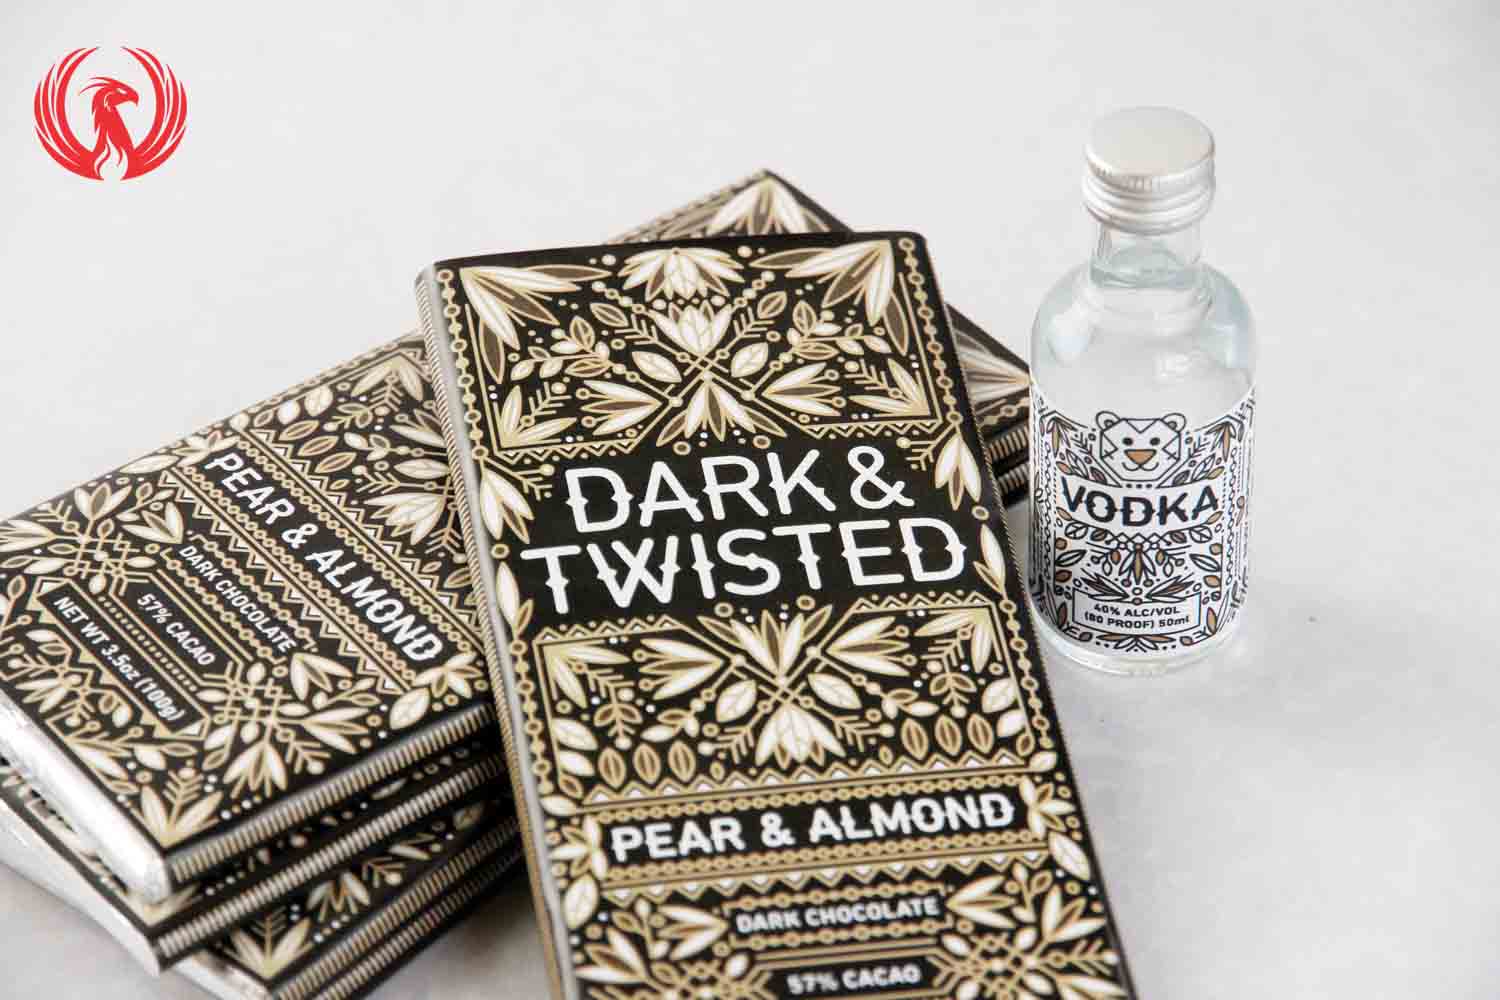 PEAR & ALMOND
DARK CHOCOLATE
57% CACAO
NET WT 3.5oz (100g)
DARK &
TWISTED
PEAR & ALMOND
DARK CHOCOLATE
57% CACAO
VODKA
40% ALC/VOL
(80 PROOF) 50ml